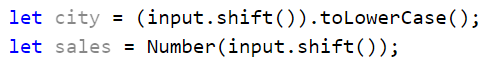 let city = (input.shift()).toLowerCase();
let sales = Number(input.shift());